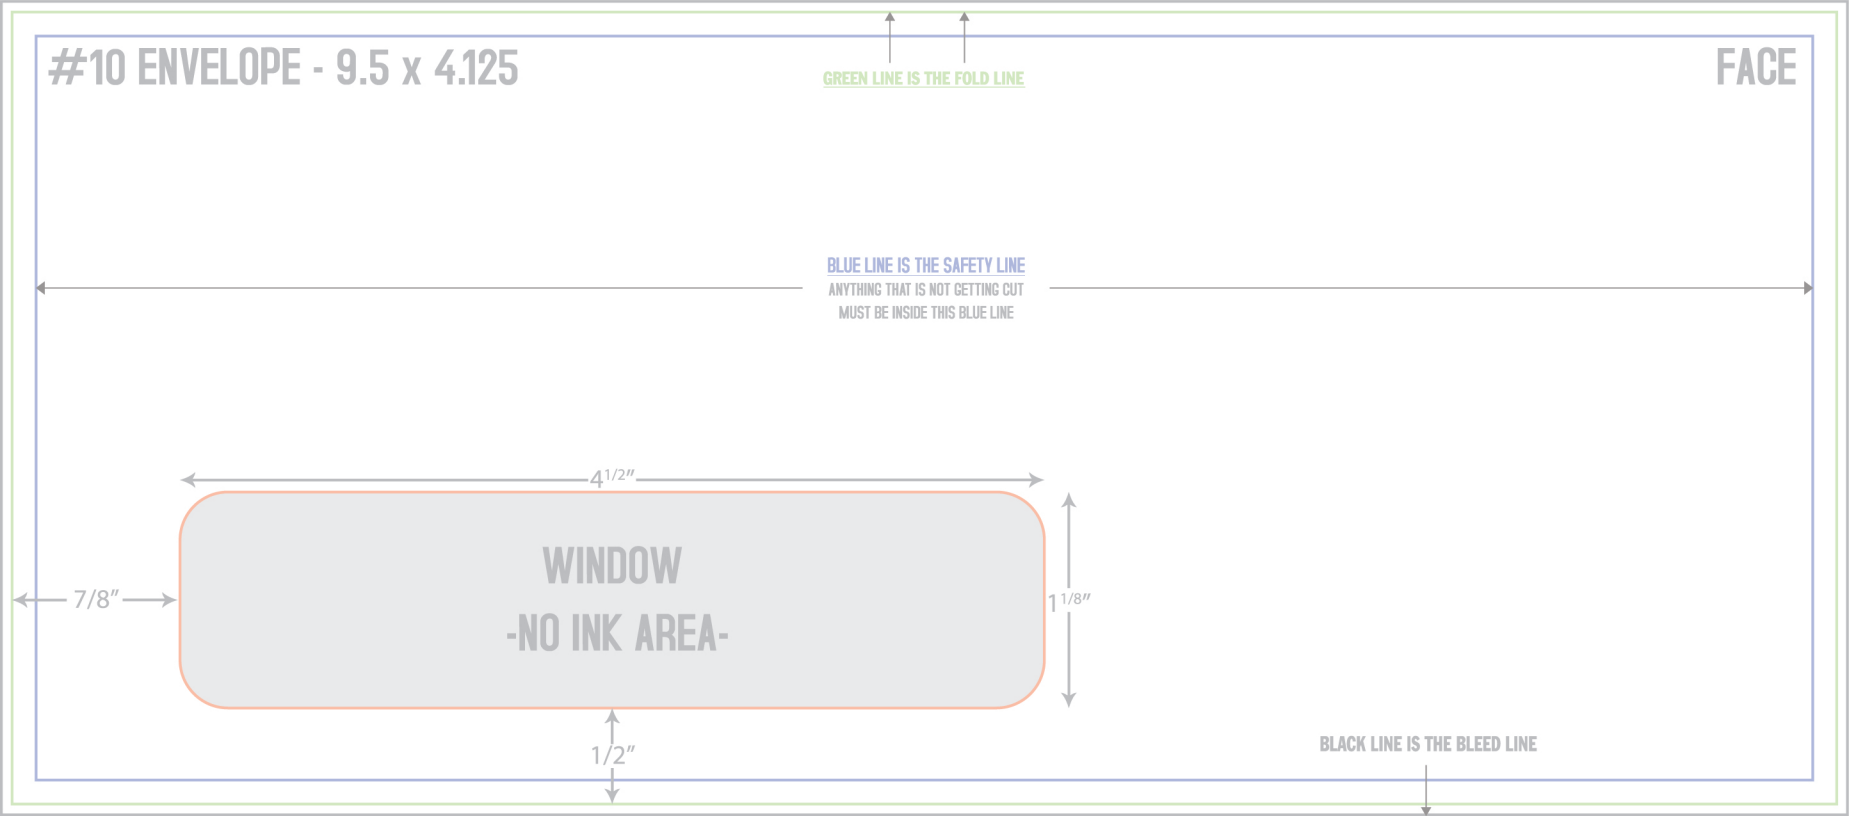 #10 ENVELOPE - 9.5 x 4.125
FACE
GREEN LINE IS THE FOLD LINE
BLUE LINE IS THE SAFETY LINE
ANYTHING THAT IS NOT GETTING CUT
MUST BE INSIDE THIS BLUE LINE
4 1/2″
WINDOW
-NO INK AREA-
7/8″
1 1/8″
1/2″
BLACK LINE IS THE BLEED LINE